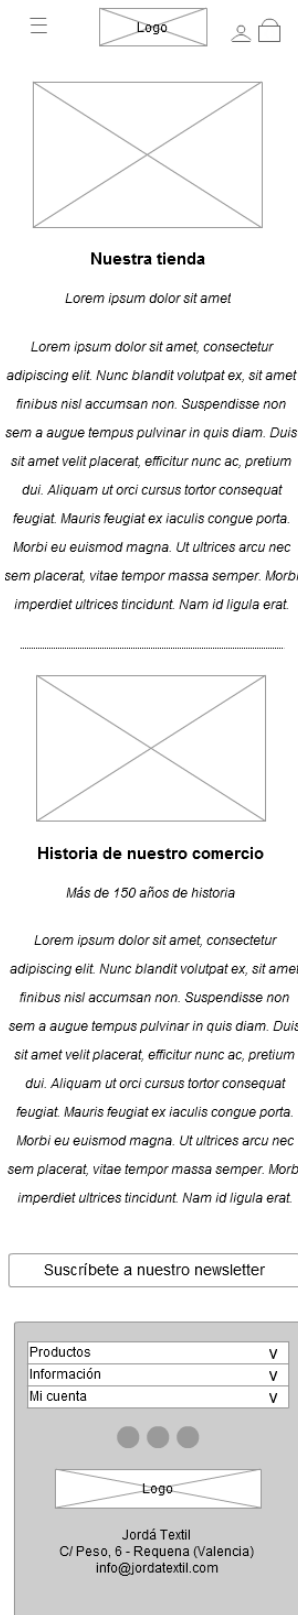 Logo
Nuestra tienda
Lorem ipsum dolor sit amet
Lorem ipsum dolor sit amet, consectetur
adipiscing elit. Nunc blandit volutpat ex, sit amet
finibus nisl accumsan non. Suspendisse non
sem a augue tempus pulvinar in quis diam. Duis
sit amet velit placerat, efficitur nunc ac, pretium
dui. Aliquam ut orci cursus tortor consequat
feugiat. Mauris feugiat ex iaculis congue porta.
Morbi eu euismod magna. Ut ultrices arcu nec
sem placerat, vitae tempor massa semper. Morbi
imperdiet ultrices tincidunt. Nam id ligula erat.
Historia de nuestro comercio
Más de 150 años de historia
Lorem ipsum dolor sit amet, consectetur
adipiscing elit. Nunc blandit volutpat ex, sit amet
finibus nisl accumsan non. Suspendisse non
sem a augue tempus pulvinar in quis diam. Duis
sit amet velit placerat, efficitur nunc ac, pretium
dui. Aliquam ut orci cursus tortor consequat
feugiat. Mauris feugiat ex iaculis congue porta.
Morbi eu euismod magna. Ut ultrices arcu nec
sem placerat, vitae tempor massa semper. Morb
imperdiet ultrices tincidunt. Nam id ligula erat.
Suscríbete a nuestro newsletter
Productos v
Información v
Mi cuenta v
Logo
Jordá Textil
C/ Peso, 6 - Requena (Valencia)
info@jordatextil.com